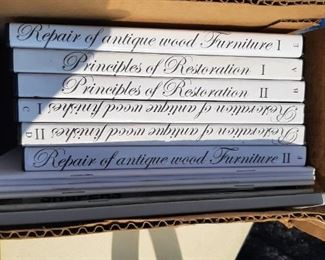 Repair of antique wood Furniture I
Principles of Restoration I
Principles of Restoration II
Restoration of antique wood finishes I
Restoration of antique wood finishes II
Repair of antique wood Furniture II